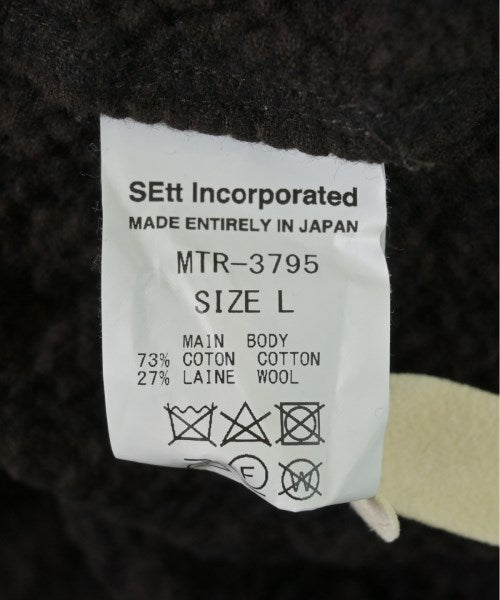 SEtt Incorporated
MADE ENTIRELY IN JAPAN
MTR-3795
SIZE L
MAIN BODY
73% COTON COTTON
27% LAINE WOOL
F W